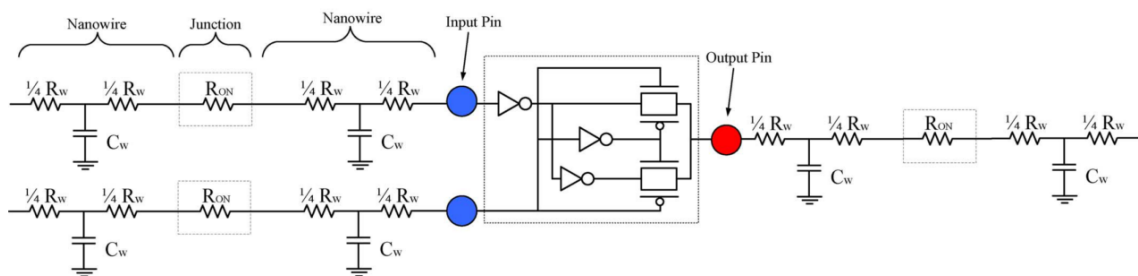 Nanowire Junction Nanowire Input Pin
Output Pin
¼ Rw ¼ Rw RON ¼ Rw ¼ Rw
Cw Cw
¼ Rw ¼ Rw RON ¼ Rw ¼ Rw
Cw Cw
¼ Rw ¼ Rw RON ¼ Rw ¼ Rw
Cw Cw